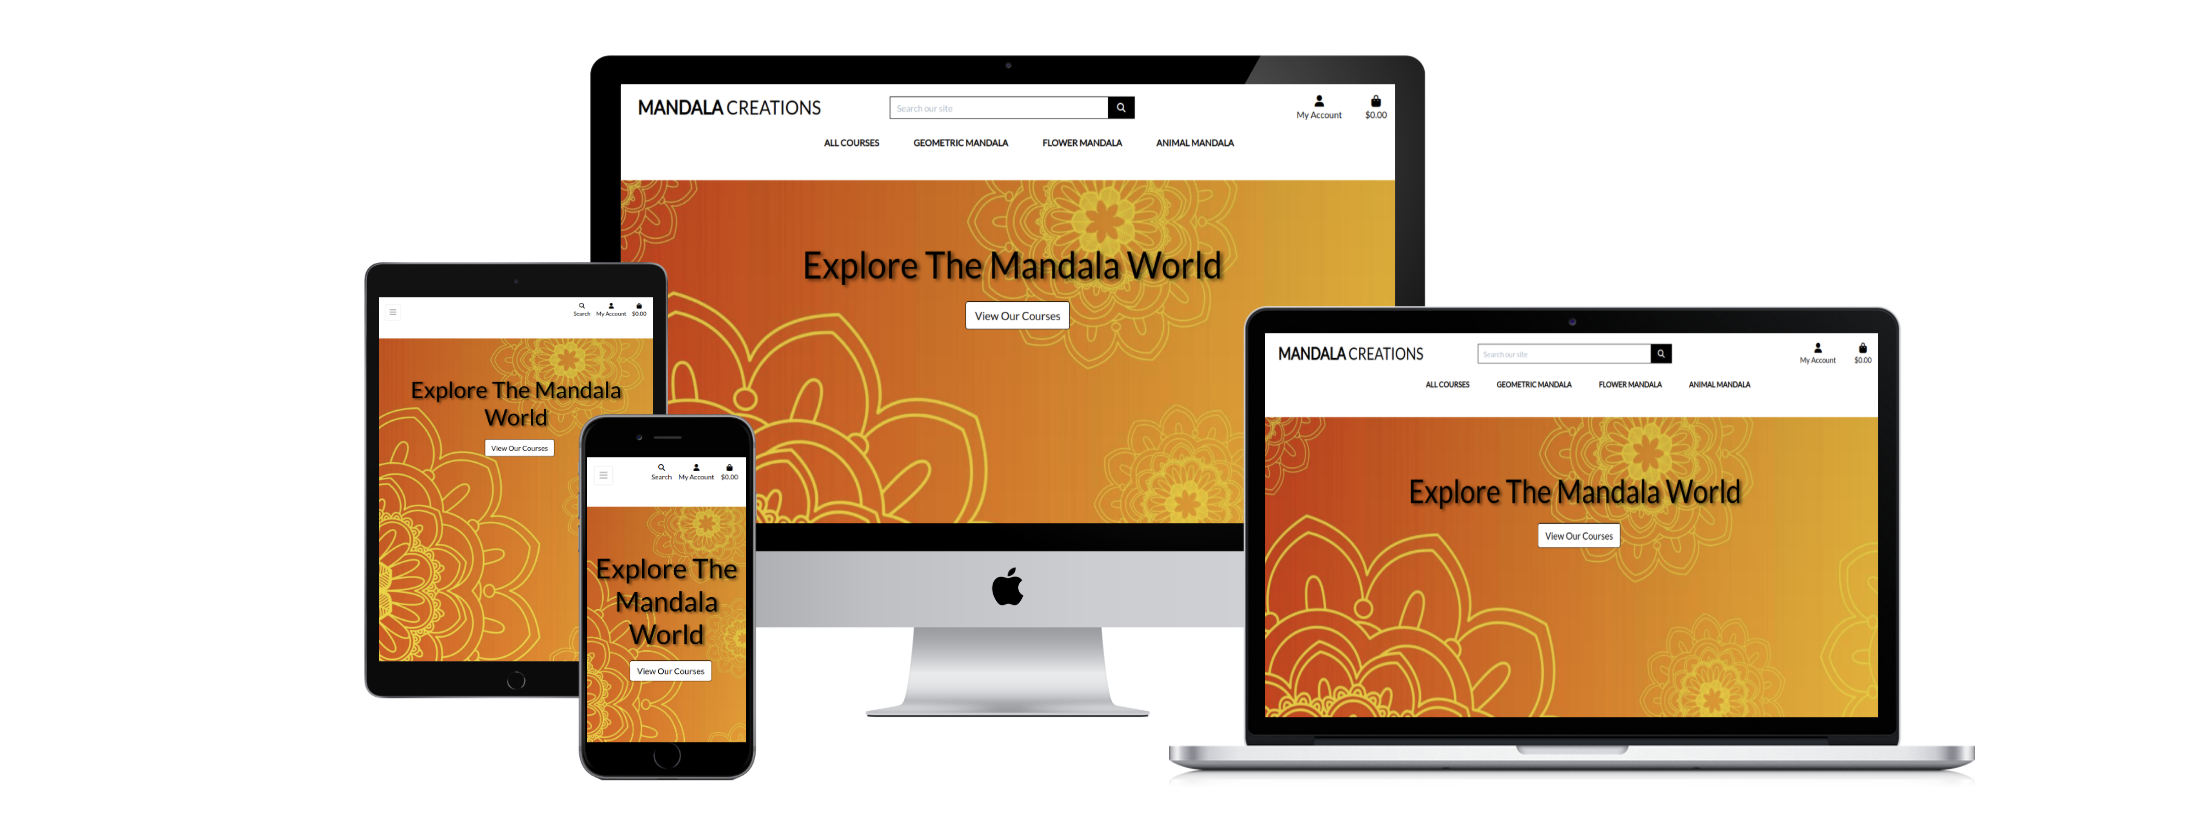 MANDALA CREATIONS
Search our site
My Account
$0.00
ALL COURSES GEOMETRIC MANDALA FLOWER MANDALA ANIMAL MANDALA
Explore The Mandala World
View Our Courses
Search My Account $0.00
Explore The Mandala
World
View Our Courses
Search My Account $0.00
Explore The
Mandala
World
View Our Courses
MANDALA CREATIONS
Search our site
My Account
$0.00
ALL COURSES GEOMETRIC MANDALA FLOWER MANDALA ANIMAL MANDALA
Explore The Mandala World
View Our Courses